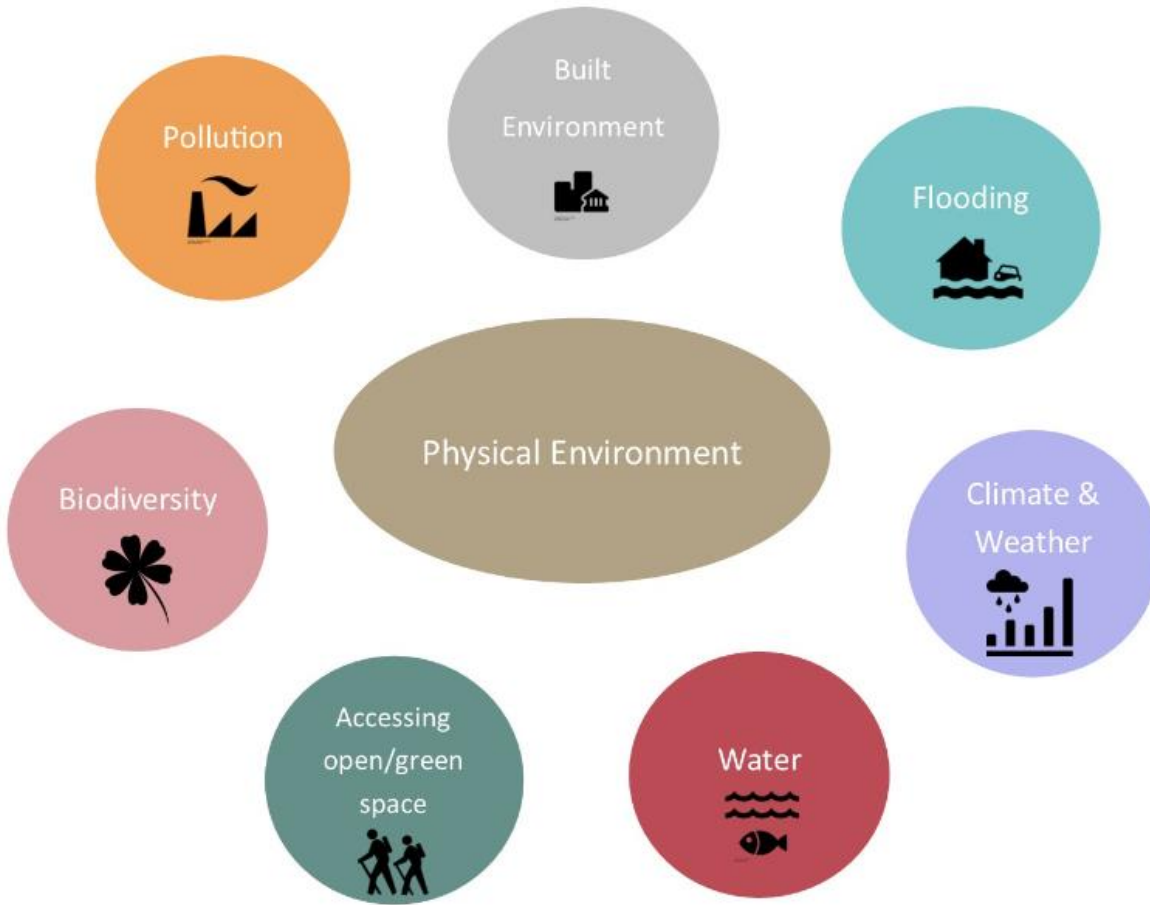 Built
Environment
Pollution
Flooding
Physical Environment
Biodiversity
Climate &
Weather
Accessing
open/green
space
Water